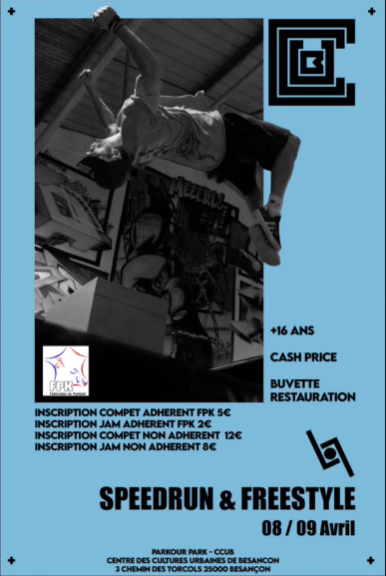 +16 ANS
CASH PRICE
BUVETTE
RESTAURATION
FPK
INSCRIPTION COMPET ADHERENT FPK 5€
INSCRIPTION JAM ADHERENT FPK 2€
INSCRIPTION COMPET NON ADHERENT 12€
INSCRIPTION JAM NON ADHERENT 8€
SPEEDRUN & FREESTYLE
08 / 09 Avril
PARKOUR PARK - CCUB
CENTRE DES CULTURES URBAINES DE BESANCON
3 CHEMIN DES TORCOLS 25000 BESANÇON